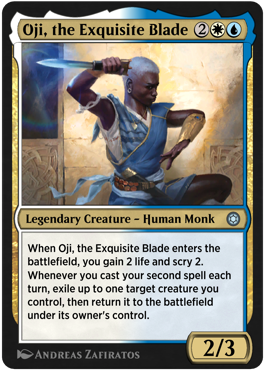 Oji, the Exquisite Blade 2
Legendary Creature – Human Monk
When Oji, the Exquisite Blade enters the
battlefield, you gain 2 life and scry 2.
Whenever you cast your second spell each
turn, exile up to one target creature you
control, then return it to the battlefield
under its owner's control.
Andreas Zafiratos
2/3